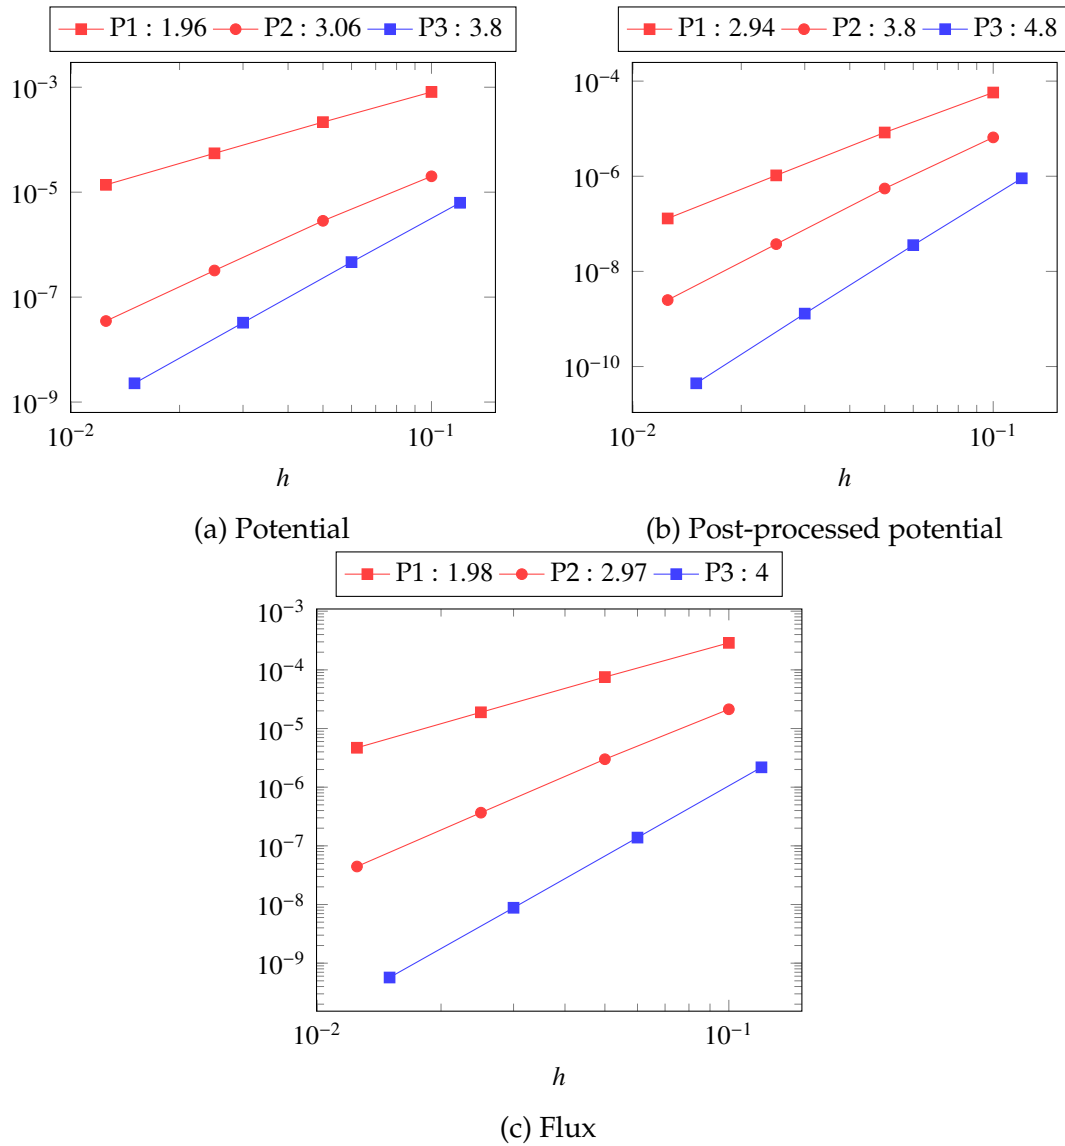 P1 : 1.96 P2 : 3.06 P3 : 3.8
10⁻³
10⁻⁵
10⁻⁷
10⁻⁹
10⁻² 10⁻¹
h
(a) Potential
P1 : 2.94 P2 : 3.8 P3 : 4.8
10⁻⁴
10⁻⁶
10⁻⁸
10⁻¹⁰
10⁻² 10⁻¹
h
(b) Post-processed potential
P1 : 1.98 P2 : 2.97 P3 : 4
10⁻³
10⁻⁴
10⁻⁵
10⁻⁶
10⁻⁷
10⁻⁸
10⁻⁹
10⁻² 10⁻¹
h
(c) Flux